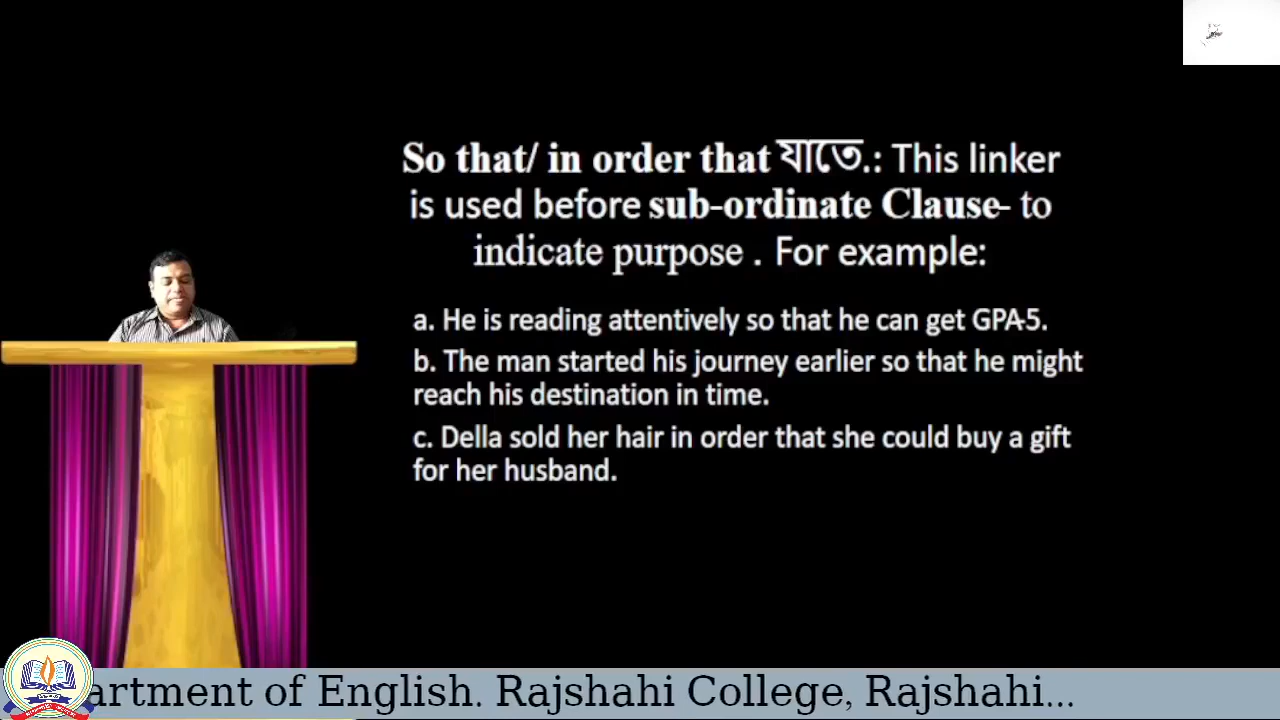 So that/ in order that যাতে.: This linker
is used before sub-ordinate Clause- to
indicate purpose . For example:
a. He is reading attentively so that he can get GPA-5.
b. The man started his journey earlier so that he might
reach his destination in time.
c. Della sold her hair in order that she could buy a gift
for her husband.
artment of English. Rajshahi College, Rajshahi...